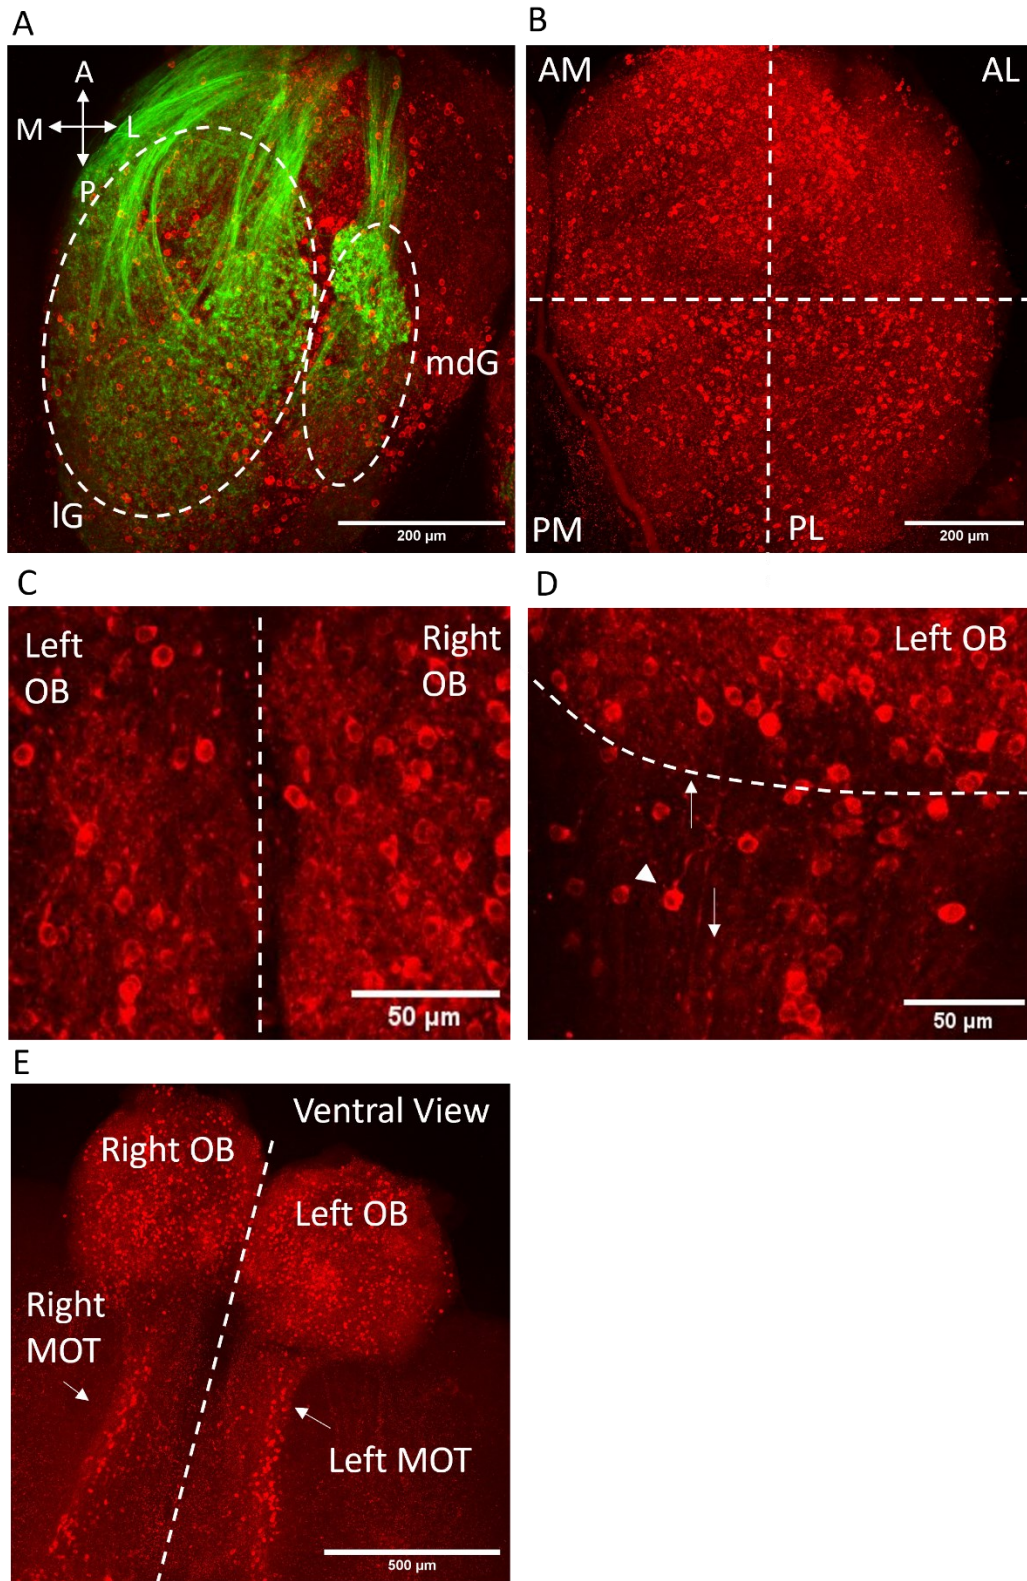 A
A
M
L
P
lG
mdG
200 µm
B
AM
AL
PM
PL
200 µm
C
Left
OB
Right
OB
50 µm
D
Left OB
50 µm
E
Ventral View
Right OB
Left OB
Right
MOT
Left MOT
500 µm